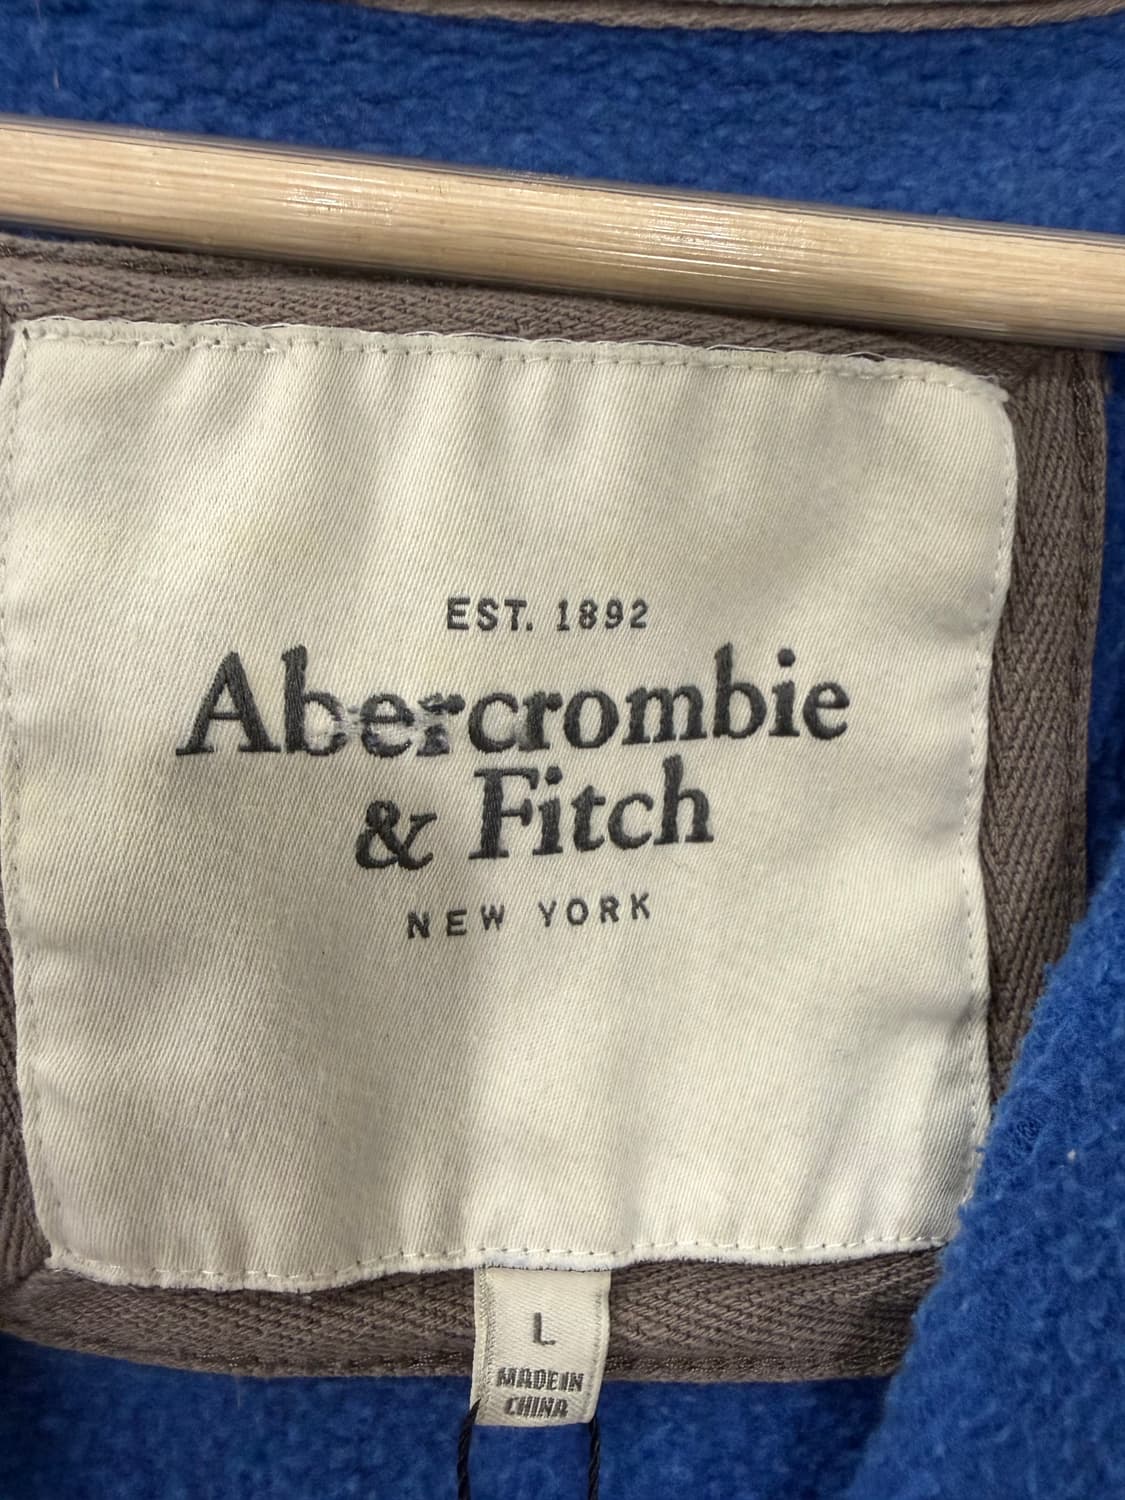 EST. 1892
Abercrombie
& Fitch
NEW YORK
L
MADE IN
CHINA